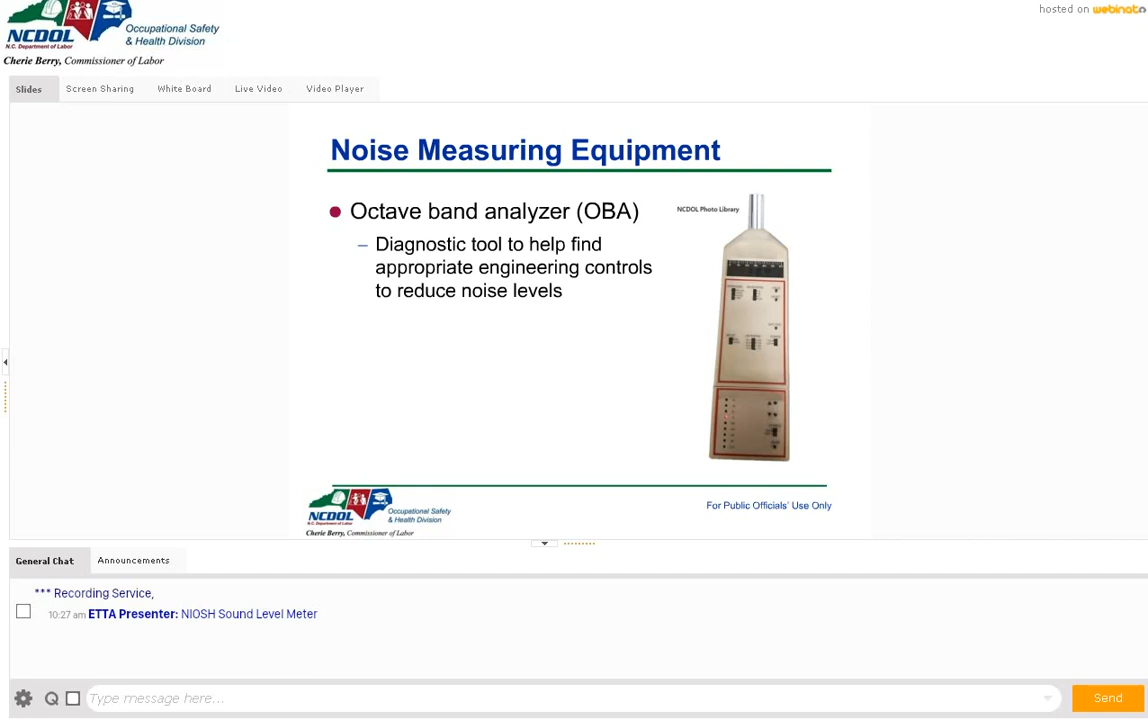 hosted on webinato
NCDOL
N.C. Department of Labor
Occupational Safety
& Health Division
Cherie Berry, Commissioner of Labor
Slides Screen Sharing White Board Live Video Video Player
Noise Measuring Equipment
Octave band analyzer (OBA)
NCDOL Photo Library
– Diagnostic tool to help find
appropriate engineering controls
to reduce noise levels
NCDOL
N.C. Department of Labor
Occupational Safety
& Health Division
Cherie Berry, Commissioner of Labor
For Public Officials' Use Only
General Chat Announcements
*** Recording Service,
10:27 am ETTA Presenter: NIOSH Sound Level Meter
Type message here...
Send